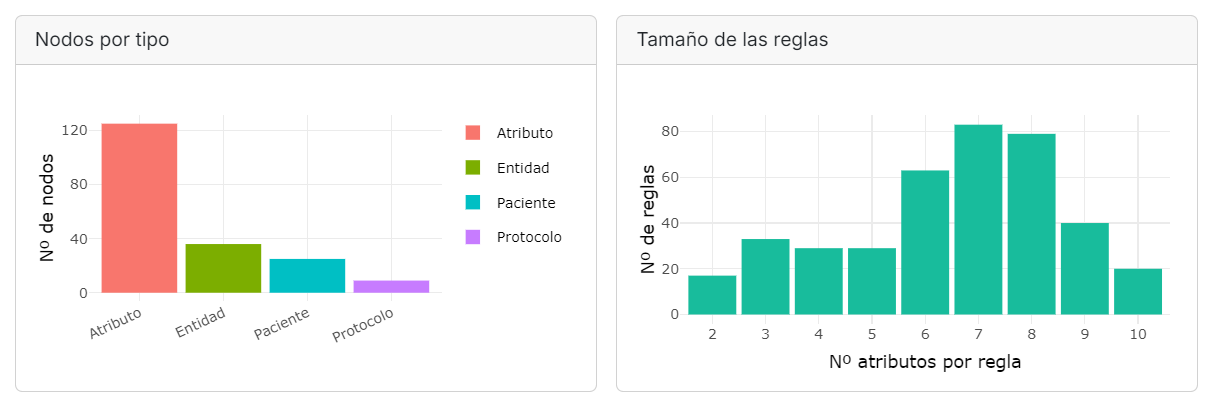 Nodos por tipo
Nº de nodos
120
80
40
0
Atributo
Entidad
Paciente
Protocolo
Atributo
Entidad
Paciente
Protocolo
Tamaño de las reglas
Nº de reglas
80
60
40
20
0
2 3 4 5 6 7 8 9 10
Nº atributos por regla